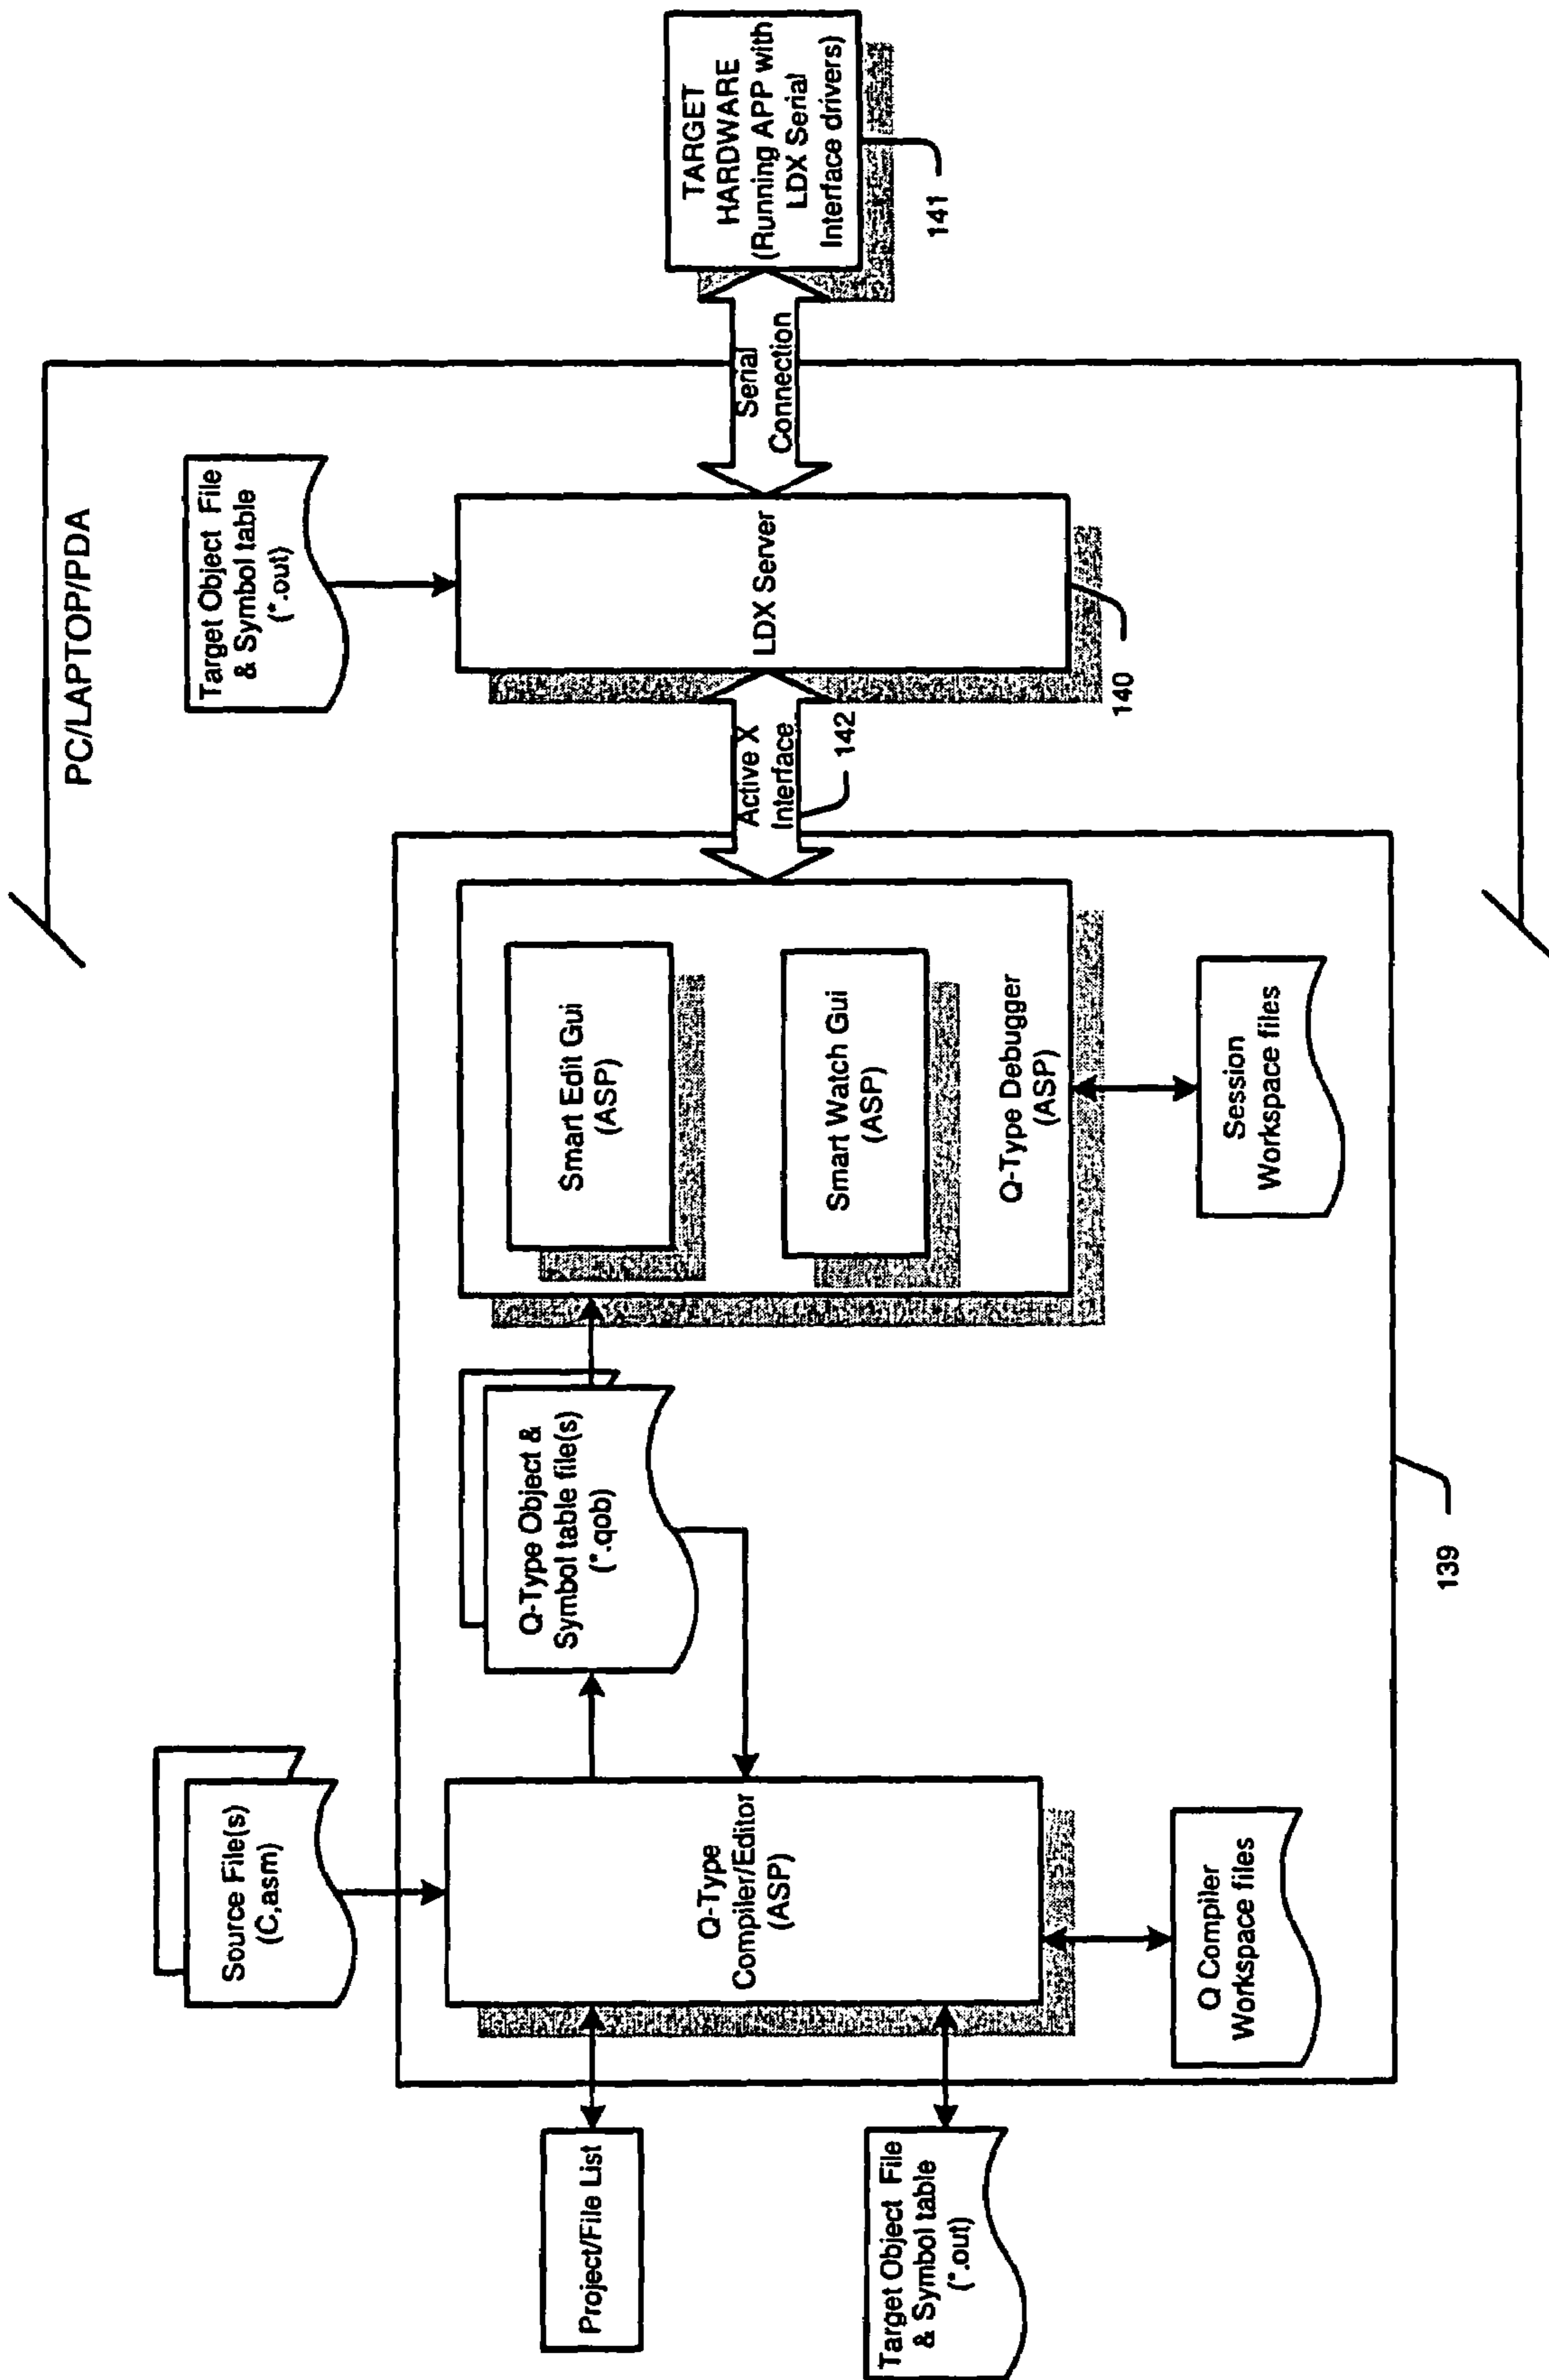 PC/LAPTOP/PDA
Source File(s)
(C,asm)
Target Object File
& Symbol table
(*.out)
Project/File List
Target Object File
& Symbol table
(*.out)
Q-Type
Compiler/Editor
(ASP)
Q-Type Object &
Symbol table file(s)
(*.qob)
Smart Edit Gui
(ASP)
Smart Watch Gui
(ASP)
Q-Type Debugger
(ASP)
Active X
Interface
142
LDX Server
140
Serial
Connection
TARGET
HARDWARE
(Running APP with
LDX Serial
Interface drivers)
141
Q Compiler
Workspace files
Session
Workspace files
139